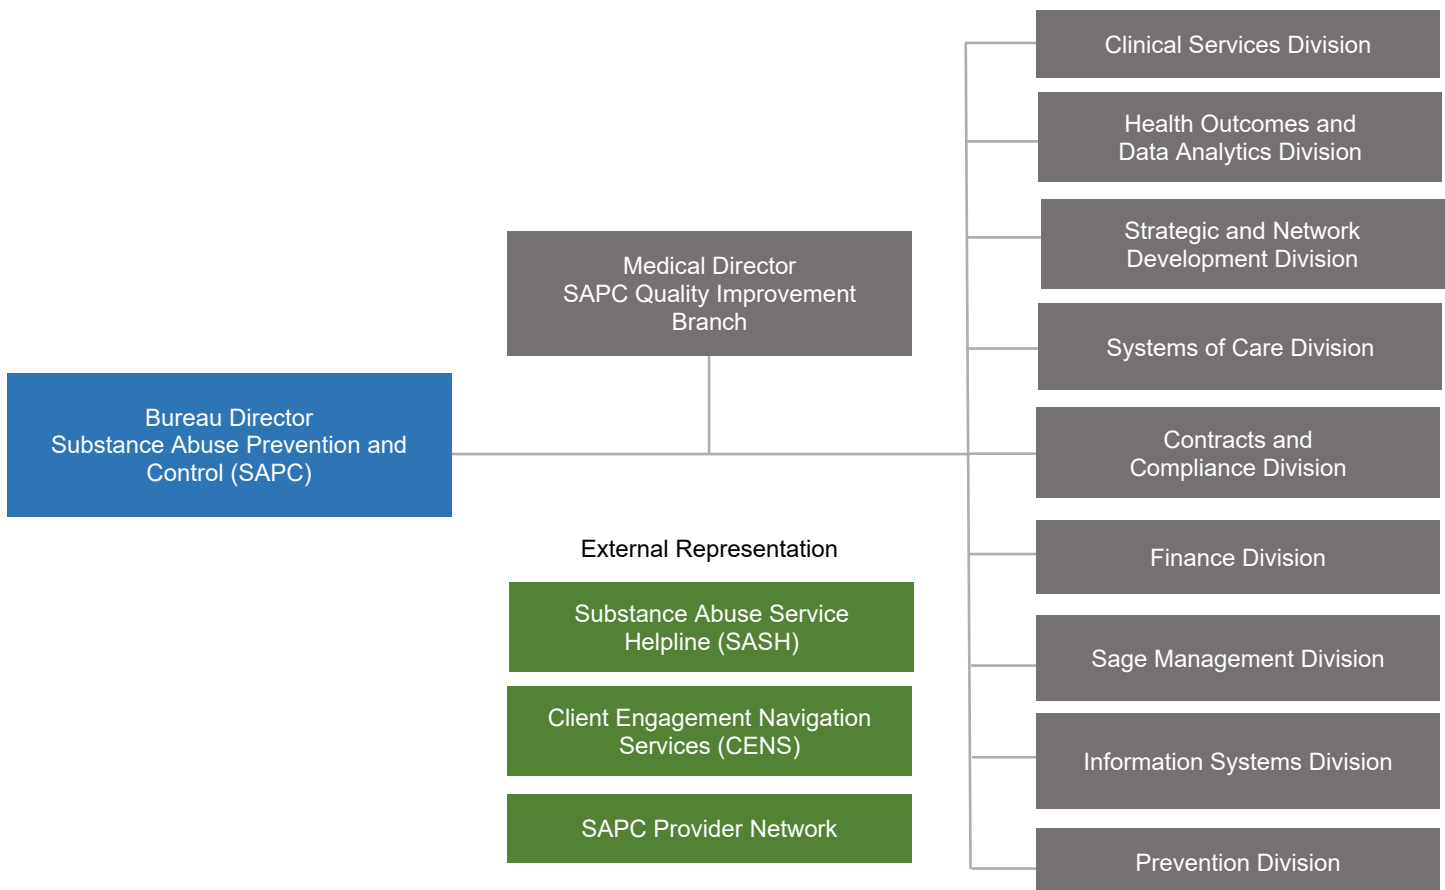 Bureau Director
Substance Abuse Prevention and
Control (SAPC)
Medical Director
SAPC Quality Improvement
Branch
External Representation
Substance Abuse Service
Helpline (SASH)
Client Engagement Navigation
Services (CENS)
SAPC Provider Network
Clinical Services Division
Health Outcomes and
Data Analytics Division
Strategic and Network
Development Division
Systems of Care Division
Contracts and
Compliance Division
Finance Division
Sage Management Division
Information Systems Division
Prevention Division